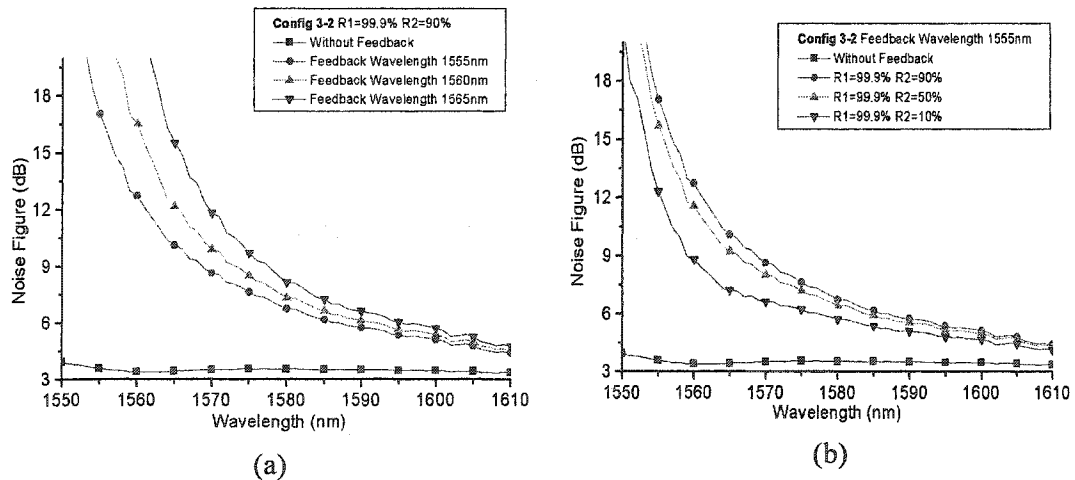 Config 3-2 R1=99.9% R2=90%
Without Feedback
Feedback Wavelength 1555nm
Feedback Wavelength 1560nm
Feedback Wavelength 1565nm
Noise Figure (dB)
18
15
12
9
6
3
1550 1560 1570 1580 1590 1600 1610
Wavelength (nm)
(a)
Config 3-2 Feedback Wavelength 1555nm
Without Feedback
R1=99.9% R2=90%
R1=99.9% R2=50%
R1=99.9% R2=10%
Noise Figure (dB)
18
15
12
9
6
3
1550 1560 1570 1580 1590 1600 1610
Wavelength (nm)
(b)